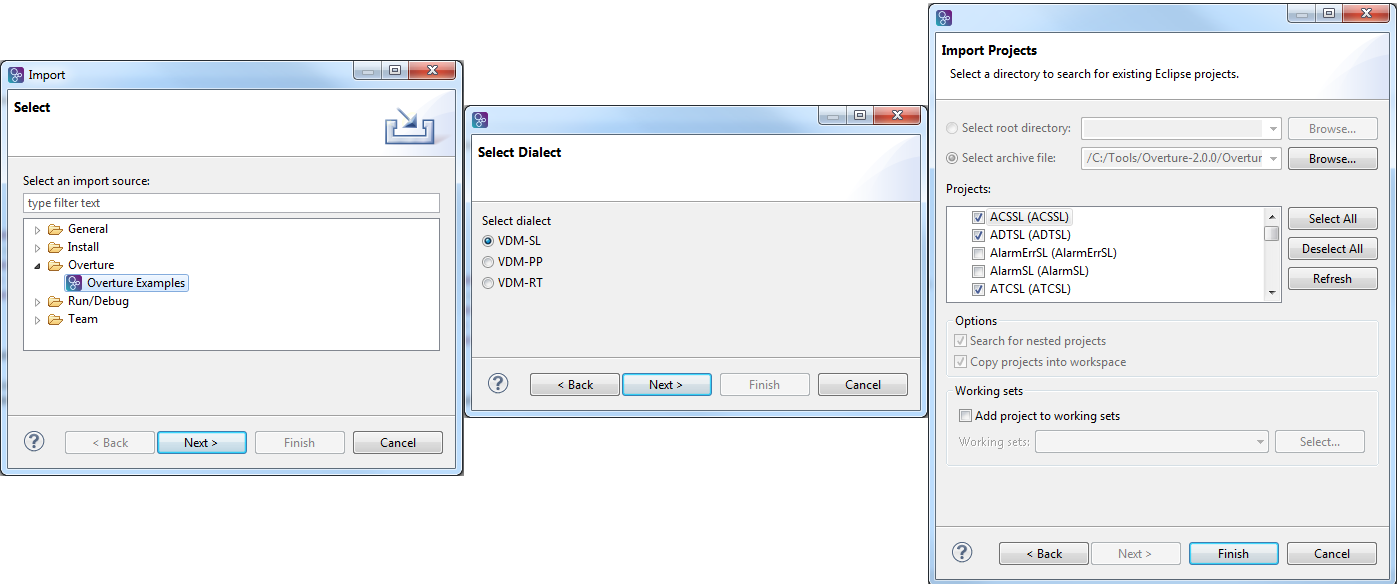 Import
Select
Select an import source:
type filter text
General
Install
Overture
Overture Examples
Run/Debug
Team
< Back
Next >
Finish
Cancel
Select Dialect
Select dialect
VDM-SL
VDM-PP
VDM-RT
< Back
Next >
Finish
Cancel
Import Projects
Select a directory to search for existing Eclipse projects.
Select root directory:
Browse...
Select archive file:
/C:/Tools/Overture-2.0.0/Overtur
Browse...
Projects:
ACSSL (ACSSL)
ADTSL (ADTSL)
AlarmErrSL (AlarmErrSL)
AlarmSL (AlarmSL)
ATCSL (ATCSL)
Select All
Deselect All
Refresh
Options
Search for nested projects
Copy projects into workspace
Working sets
Add project to working sets
Working sets:
Select...
< Back
Next >
Finish
Cancel